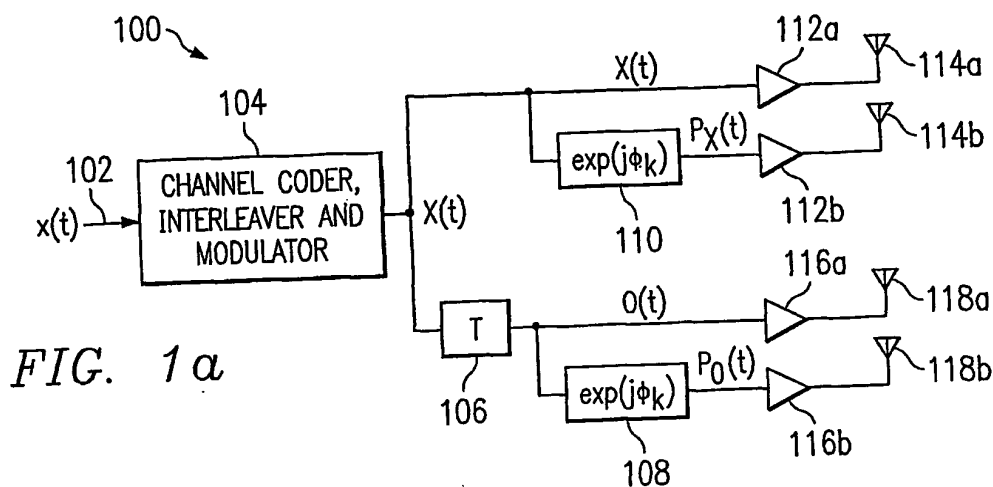 100
112a
114a
X(t)
104
114b
102
CHANNEL CODER,
INTERLEAVER AND
MODULATOR
x(t)
X(t)
exp(jϕk)
PX(t)
110
112b
116a
118a
O(t)
T
106
118b
exp(jϕk)
PO(t)
108
116b
FIG. 1a